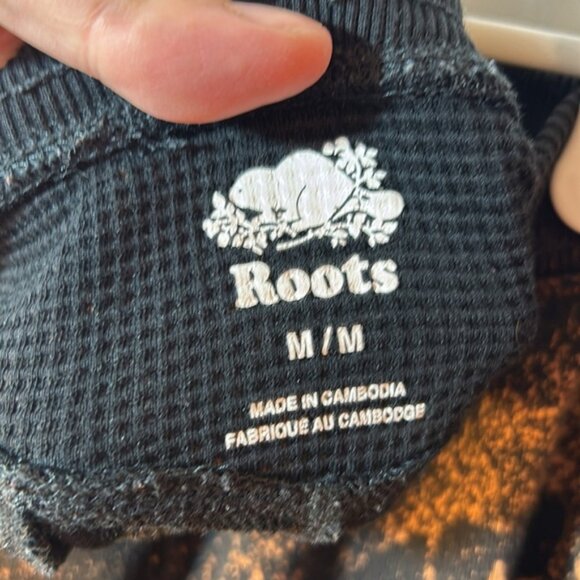 Roots
M/M
MADE IN CAMBODIA
FABRIQUE AU CAMBODGE